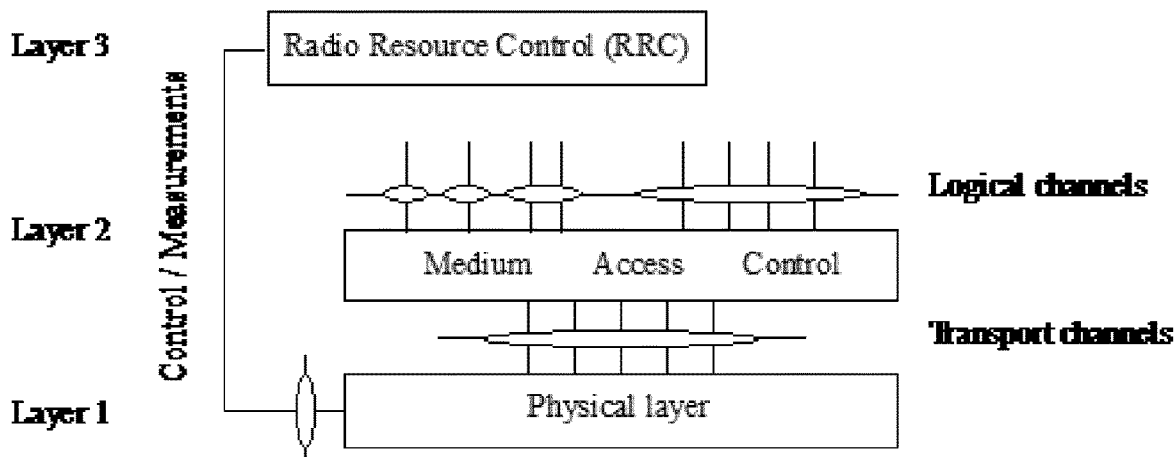 Layer 3
Radio Resource Control (RRC)
Control / Measurements
Logical channels
Layer 2
Medium Access Control
Transport channels
Layer 1
Physical layer